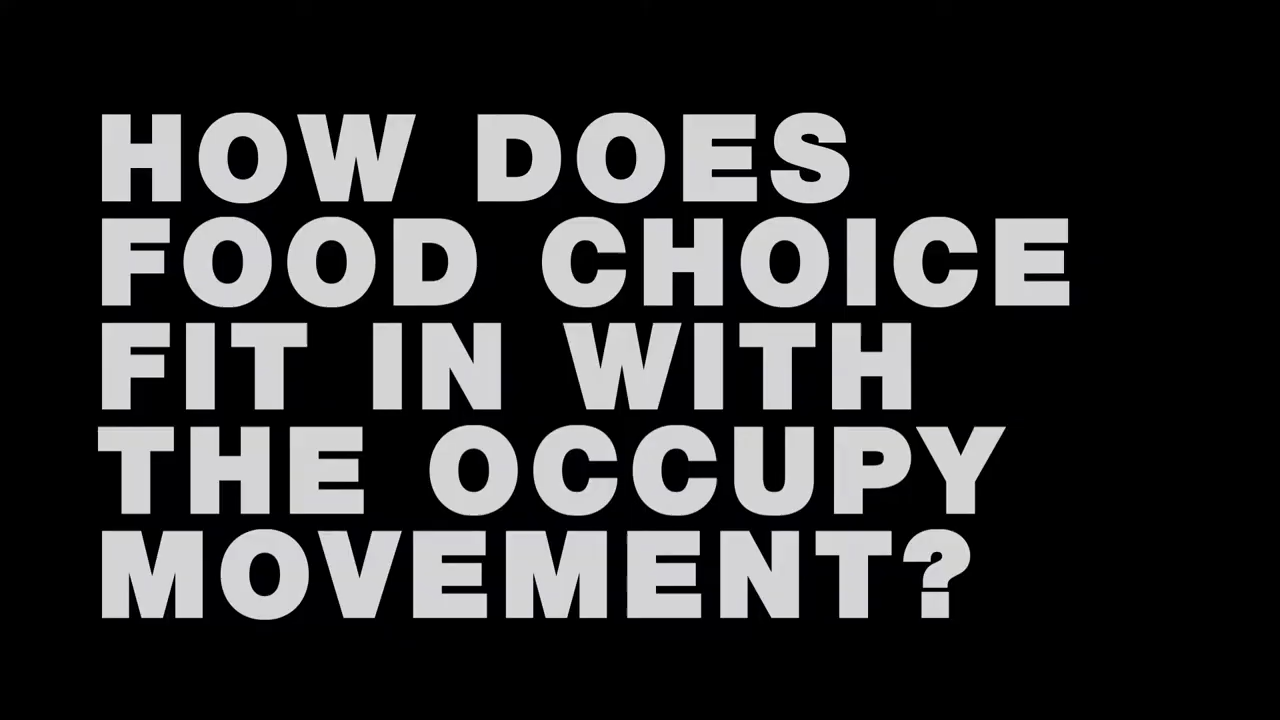 HOW DOES
FOOD CHOICE
FIT IN WITH
THE OCCUPY
MOVEMENT?